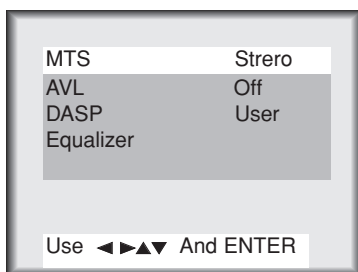 MTS Strero
AVL Off
DASP User
Equalizer
Use ◄ ►▲▼ And ENTER